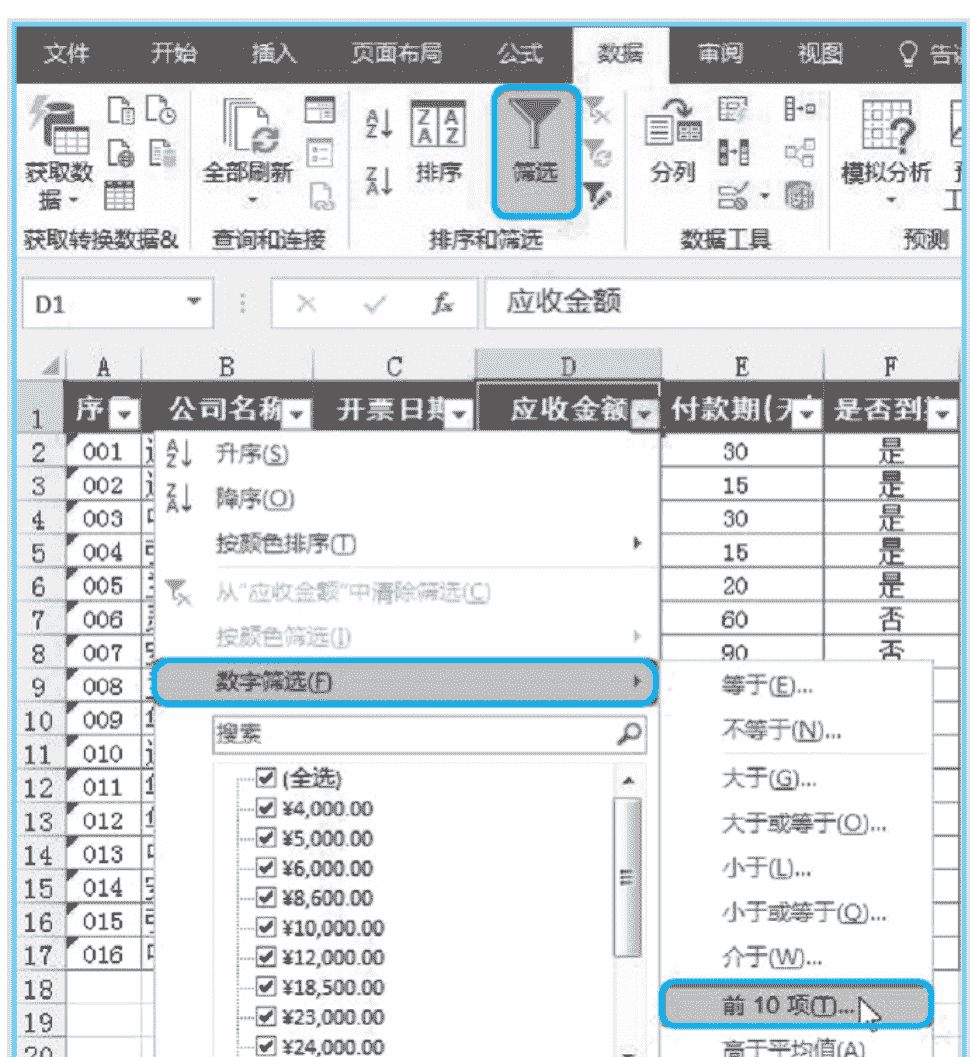 文件 开始 插入 页面布局 公式 数据 审阅 视图 告
获取数据 全部刷新 排序 筛选 分列 模拟分析
获取转换数据& 查询和连接 排序和筛选 数据工具 预测
D1 fx 应收金额
A B C D E F
1 序 公司名称 开票日期 应收金额 付款期(天 是否到
2 001 30 是
3 002 15 是
4 003 30 是
5 004 15 是
6 005 20 是
7 006 60 否
8 007 90 否
9 008
10 009
11 010
12 011
13 012
14 013
15 014
16 015
17 016
18
19
20
升序(S)
降序(O)
按颜色排序(T)
从"应收金额"中清除筛选(C)
按颜色筛选(I)
数字筛选(F)
搜索
(全选)
¥4,000.00
¥5,000.00
¥6,000.00
¥8,600.00
¥10,000.00
¥12,000.00
¥18,500.00
¥23,000.00
¥24,000.00
等于(E)...
不等于(N)...
大于(G)...
大于或等于(O)...
小于(L)...
小于或等于(Q)...
介于(W)...
前 10 项(T)...
高于平均值(A)